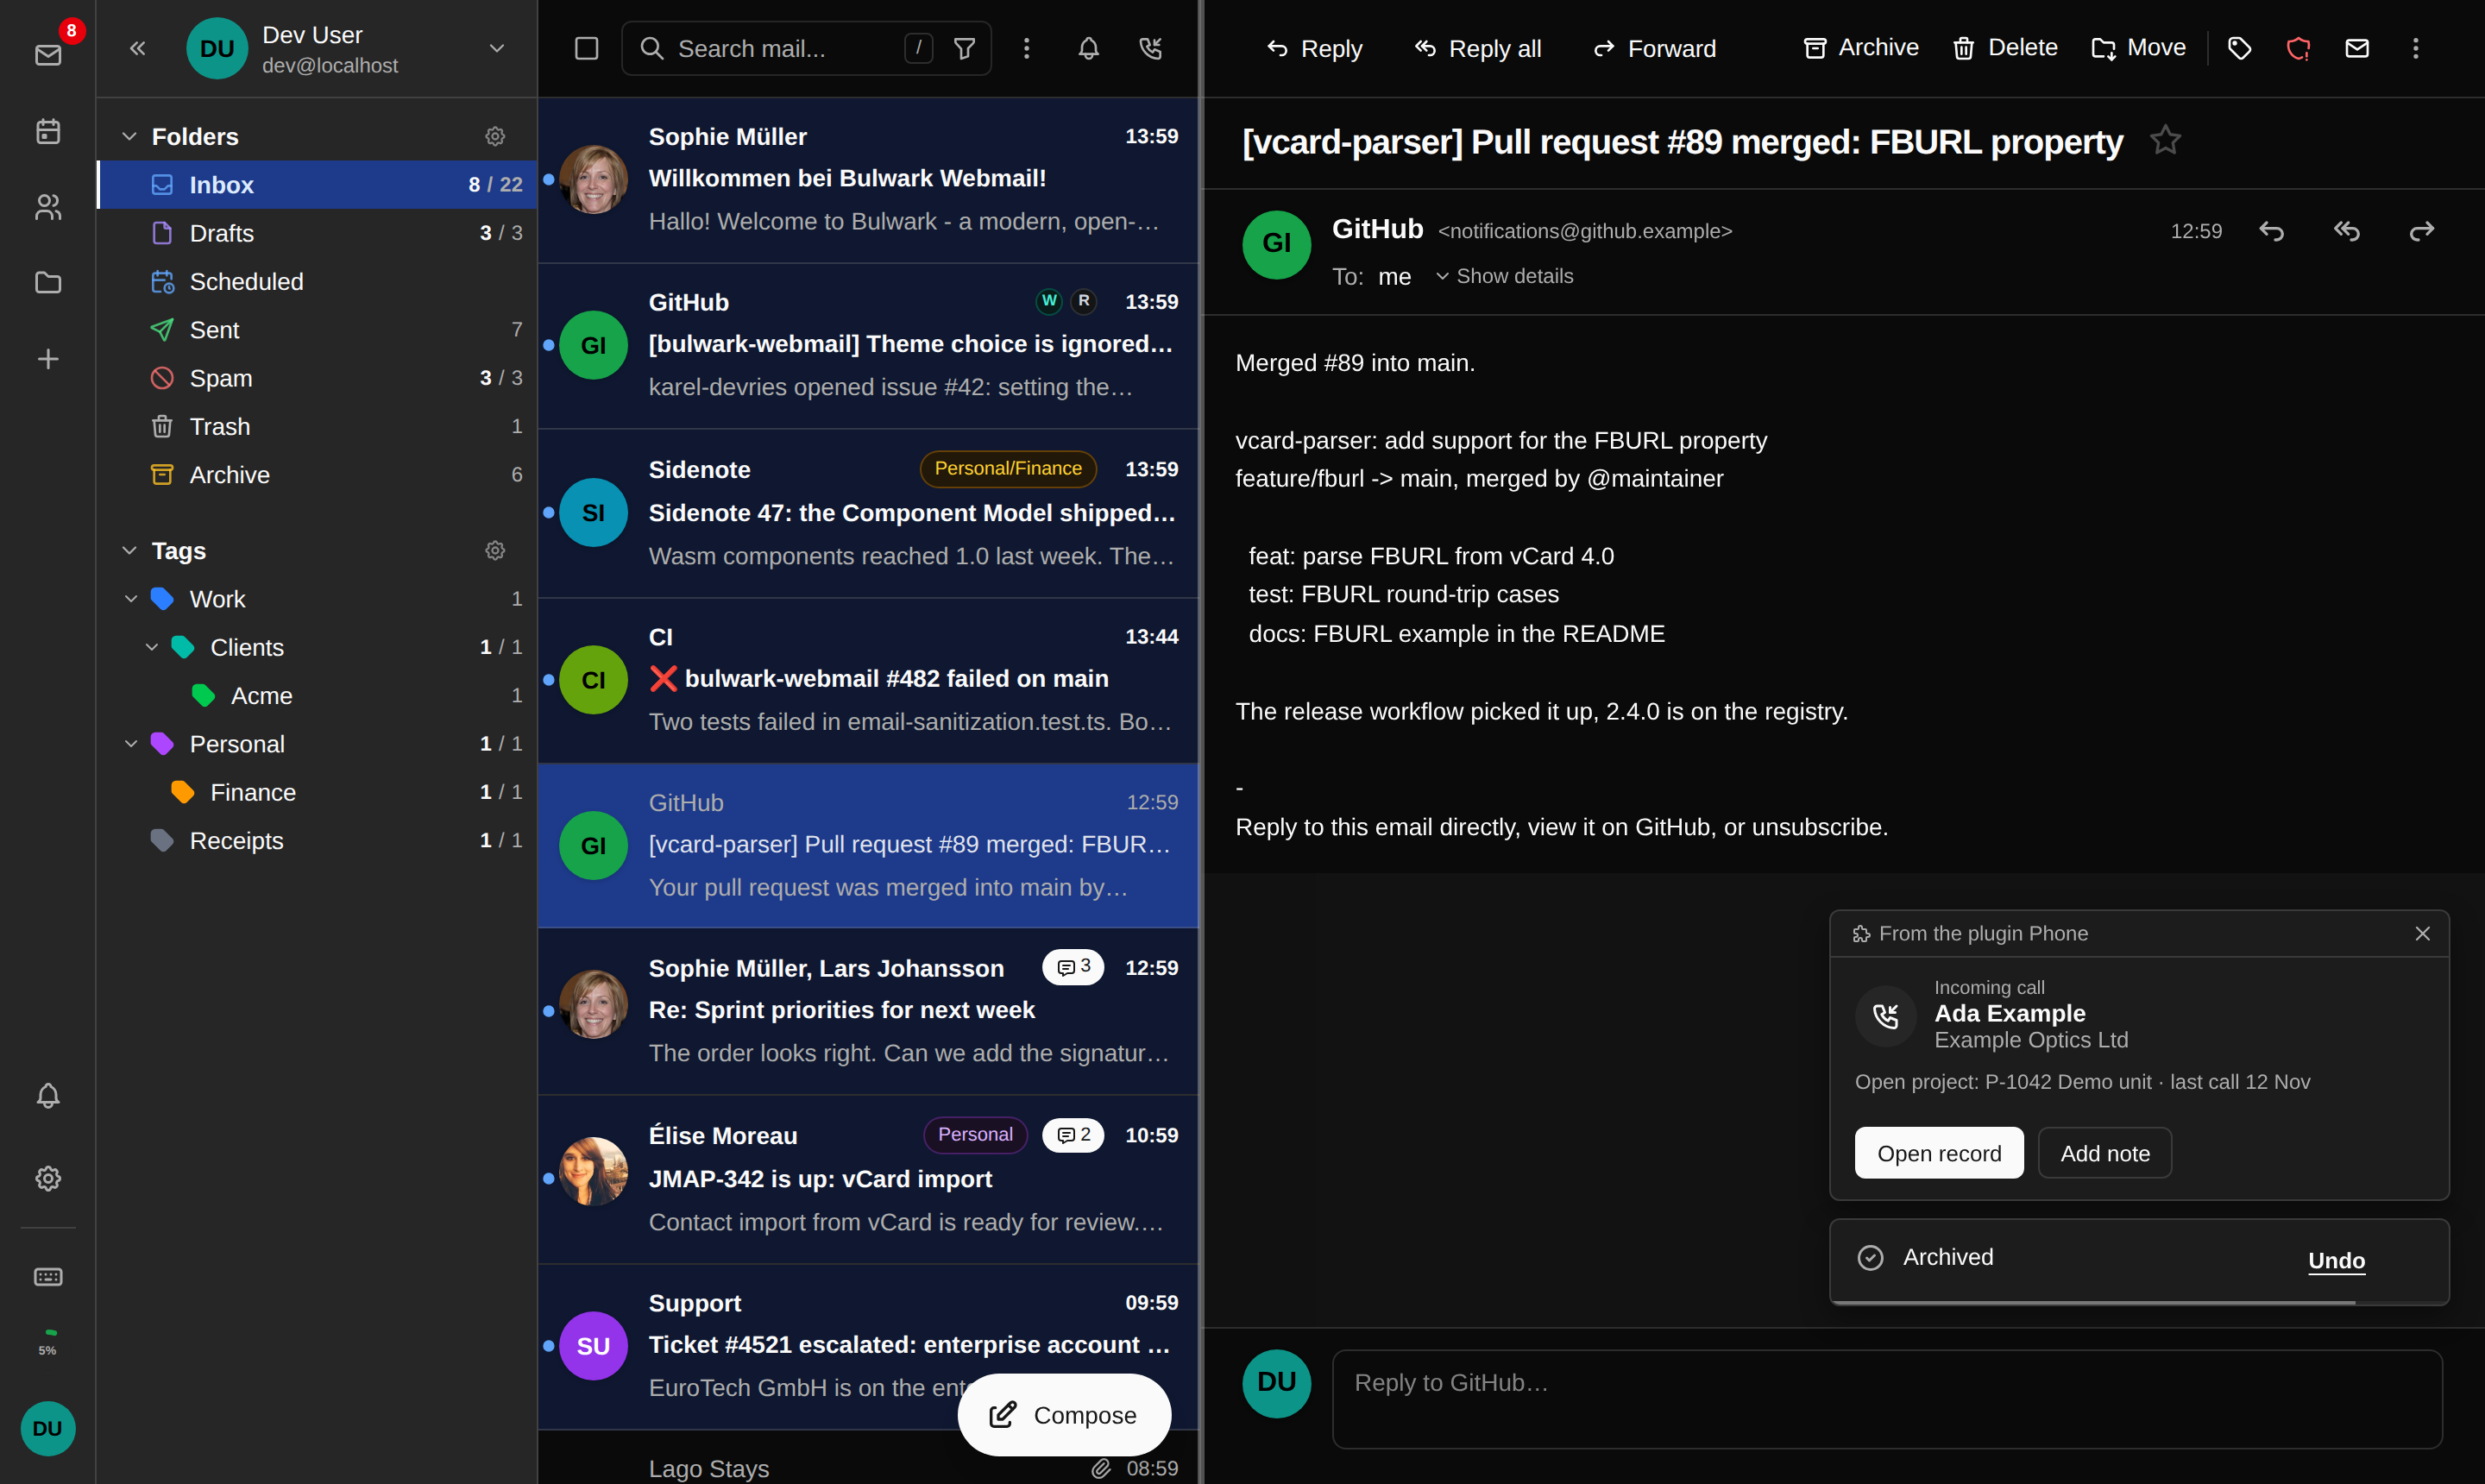 8
DU
Dev User
dev@localhost
Folders
Inbox 8 / 22
Drafts 3 / 3
Scheduled
Sent 7
Spam 3 / 3
Trash 1
Archive 6
Tags
Work 1
Clients 1 / 1
Acme 1
Personal 1 / 1
Finance 1 / 1
Receipts 1 / 1
5%
DU
Search mail... /
Sophie Müller 13:59
Willkommen bei Bulwark Webmail!
Hallo! Welcome to Bulwark - a modern, open-…
GI
GitHub W R 13:59
[bulwark-webmail] Theme choice is ignored…
karel-devries opened issue #42: setting the…
SI
Sidenote Personal/Finance 13:59
Sidenote 47: the Component Model shipped…
Wasm components reached 1.0 last week. The…
CI
CI 13:44
❌ bulwark-webmail #482 failed on main
Two tests failed in email-sanitization.test.ts. Bo…
GI
GitHub 12:59
[vcard-parser] Pull request #89 merged: FBUR…
Your pull request was merged into main by…
Sophie Müller, Lars Johansson 3 12:59
Re: Sprint priorities for next week
The order looks right. Can we add the signatur…
Élise Moreau Personal 2 10:59
JMAP-342 is up: vCard import
Contact import from vCard is ready for review.…
SU
Support 09:59
Ticket #4521 escalated: enterprise account …
EuroTech GmbH is on the
Compose
Lago Stays 08:59
Reply Reply all Forward Archive Delete Move
[vcard-parser] Pull request #89 merged: FBURL property
GI
GitHub <notifications@github.example> 12:59
To: me Show details
Merged #89 into main.
vcard-parser: add support for the FBURL property
feature/fburl -> main, merged by @maintainer
feat: parse FBURL from vCard 4.0
test: FBURL round-trip cases
docs: FBURL example in the README
The release workflow picked it up, 2.4.0 is on the registry.
-
Reply to this email directly, view it on GitHub, or unsubscribe.
From the plugin Phone
Incoming call
Ada Example
Example Optics Ltd
Open project: P-1042 Demo unit · last call 12 Nov
Open record Add note
Archived Undo
DU
Reply to GitHub…